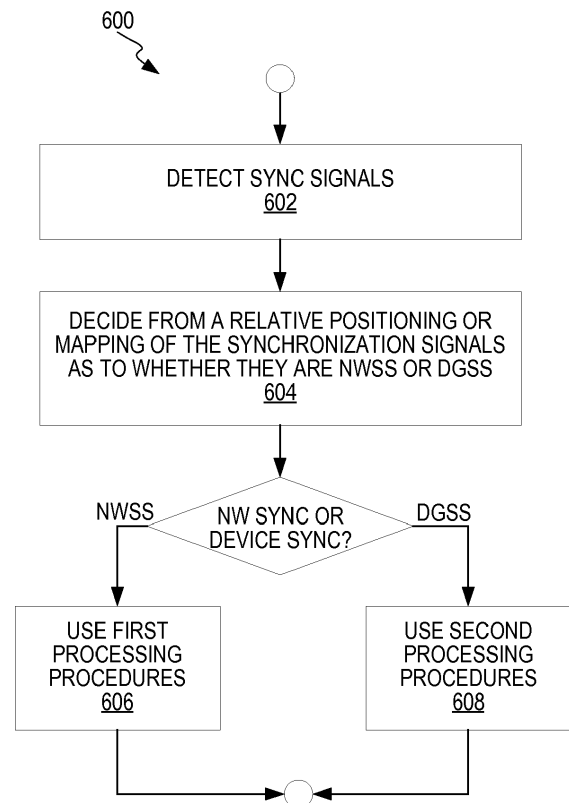 600
DETECT SYNC SIGNALS
602
DECIDE FROM A RELATIVE POSITIONING OR
MAPPING OF THE SYNCHRONIZATION SIGNALS
AS TO WHETHER THEY ARE NWSS OR DGSS
604
NWSS
DGSS
NW SYNC OR
DEVICE SYNC?
USE FIRST
PROCESSING
PROCEDURES
606
USE SECOND
PROCESSING
PROCEDURES
608